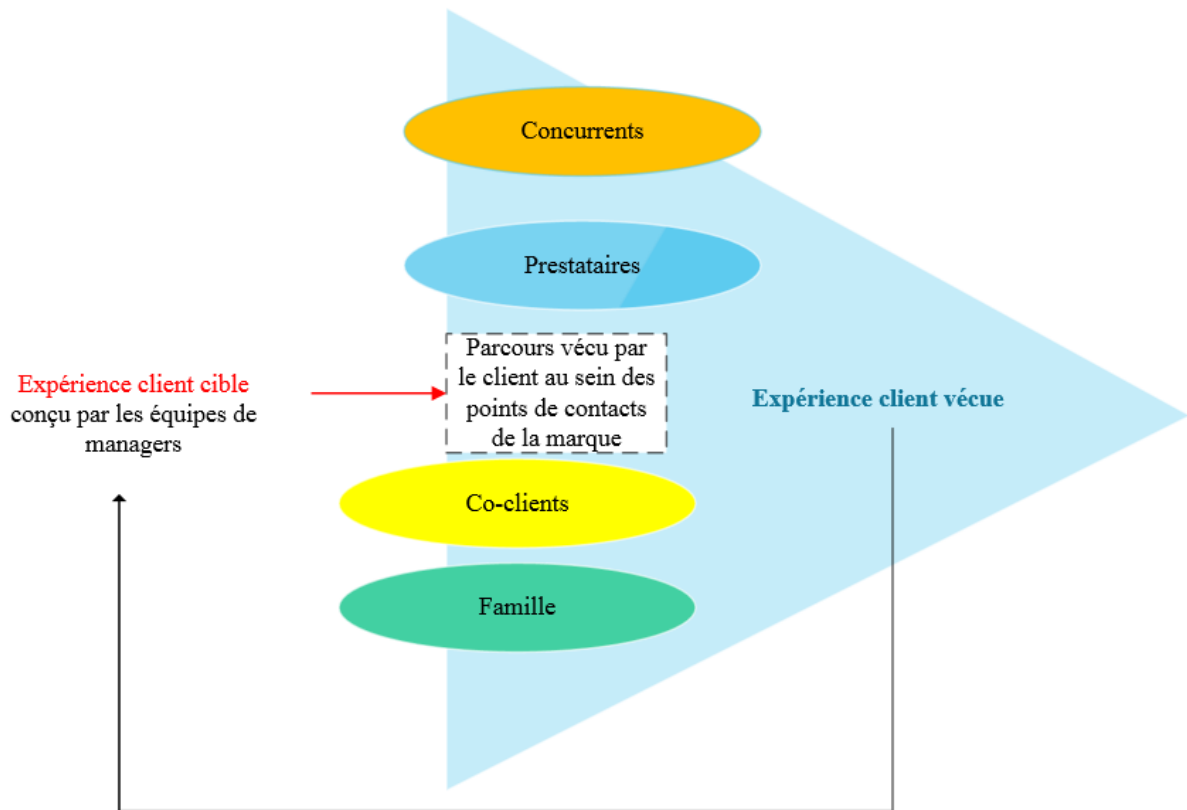 Concurrents
Prestataires
Expérience client cible
conçu par les équipes de
managers
Parcours vécu par
le client au sein des
points de contacts
de la marque
Expérience client vécue
Co-clients
Famille